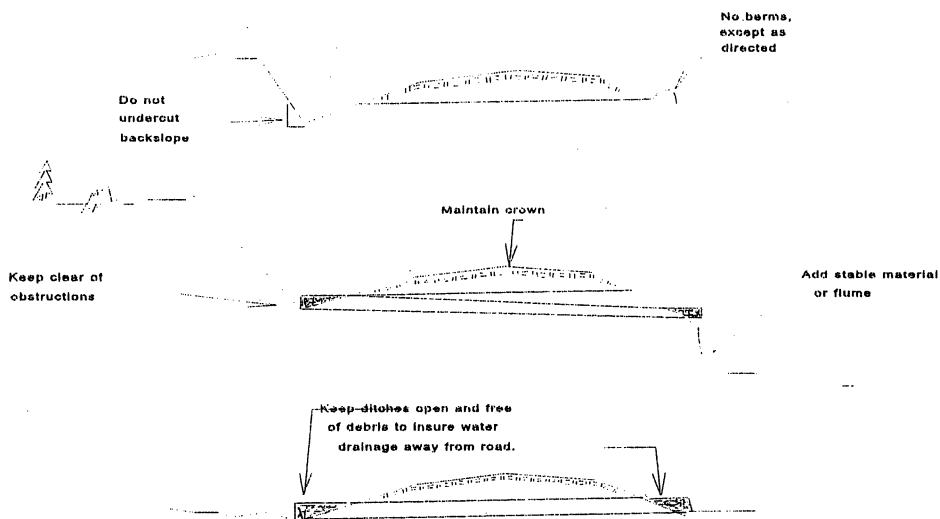 No berms,
except as
directed
Do not
undercut
backslope
Maintain crown
Keep clear of
obstructions
Add stable material
or flume
Keep ditches open and free
of debris to insure water
drainage away from road.